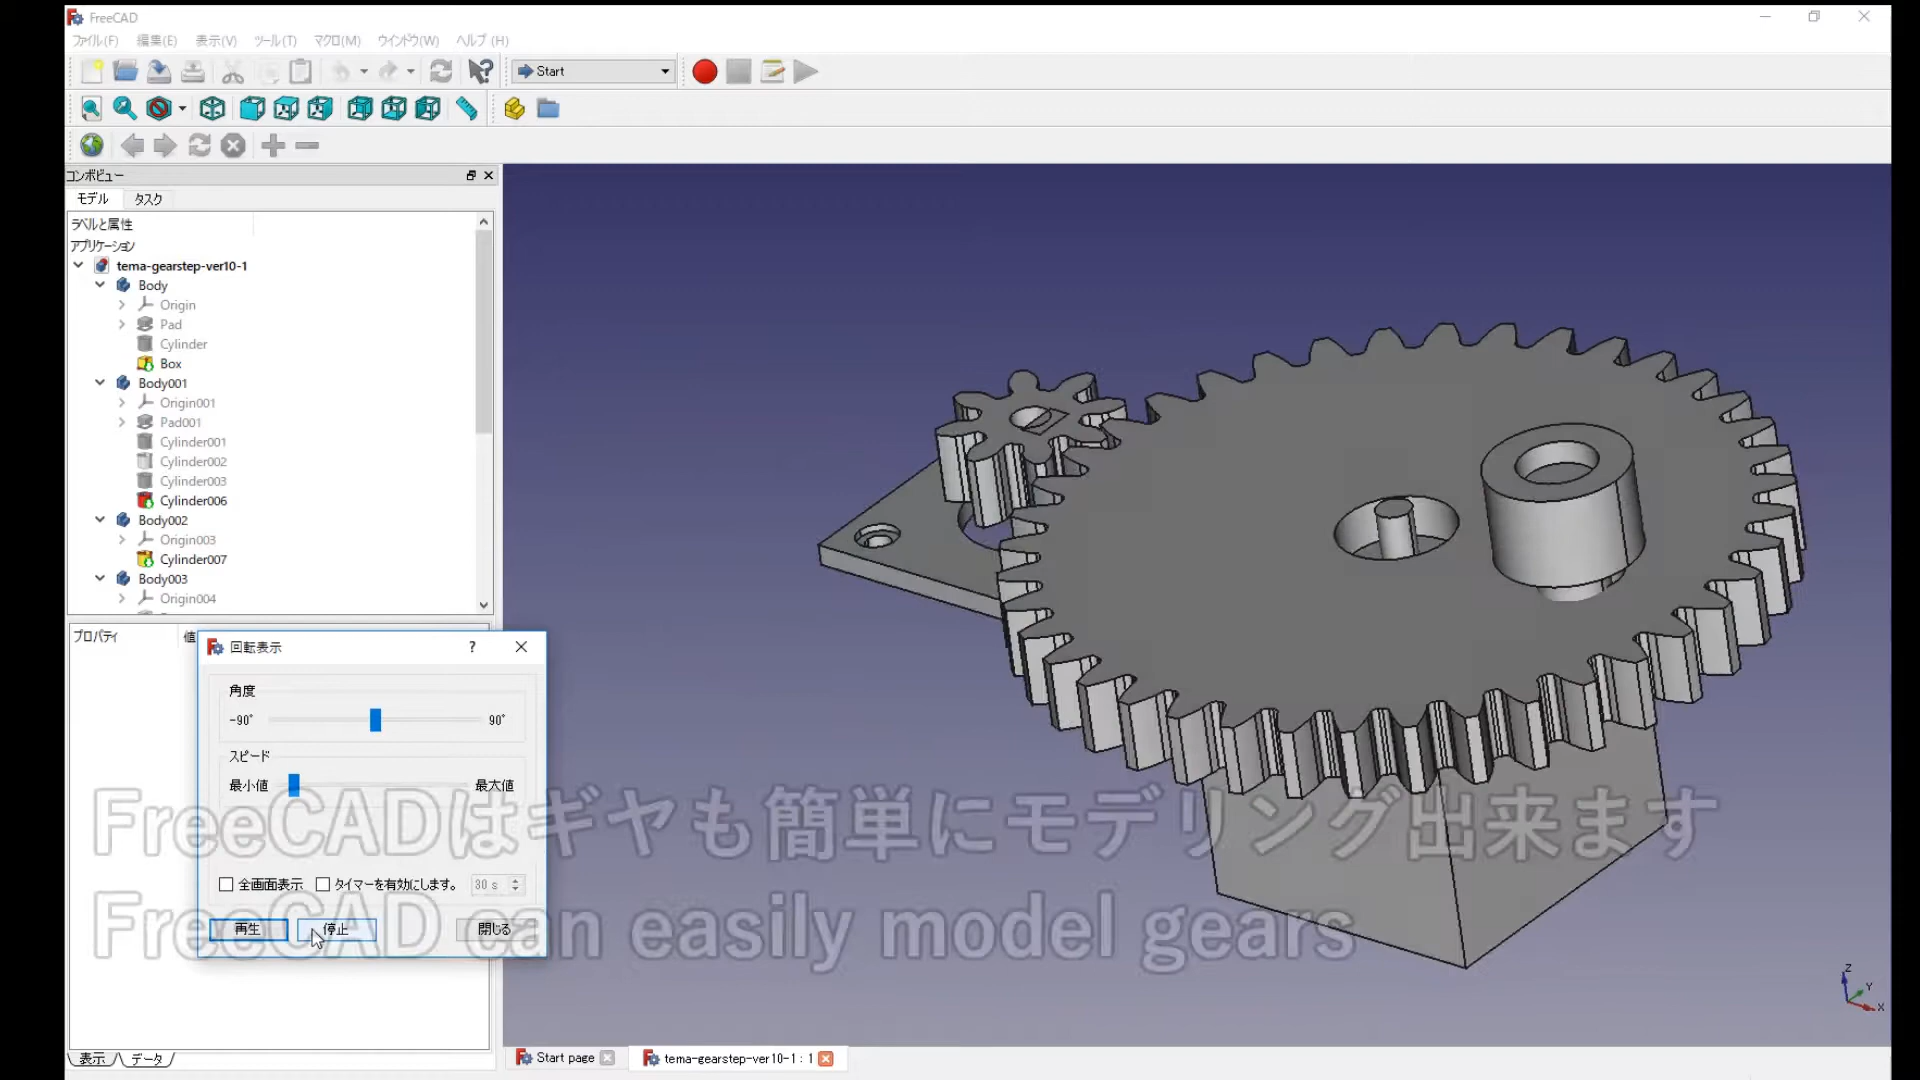 FreeCAD
ファイル(F) 編集(E) 表示(V) ツール(T) マクロ(M) ウインドウ(W) ヘルプ (H)
Start
コンボビュー
モデル タスク
ラベルと属性
アプリケーション
tema-gearstep-ver10-1
Body
Origin
Pad
Cylinder
Box
Body001
Origin001
Pad001
Cylinder001
Cylinder002
Cylinder003
Cylinder006
Body002
Origin003
Cylinder007
Body003
Origin004
プロパティ 値
回転表示 ?
角度
-90° 90°
スピード
最小値 最大値
FreeCADはギヤも簡単にモデリング出来ます
全画面表示 タイマーを有効にします。 30 s
再生 停止 閉じる
FreeCAD can easily model gears
Z
Y
X
表示 データ
Start page tema-gearstep-ver10-1 : 1